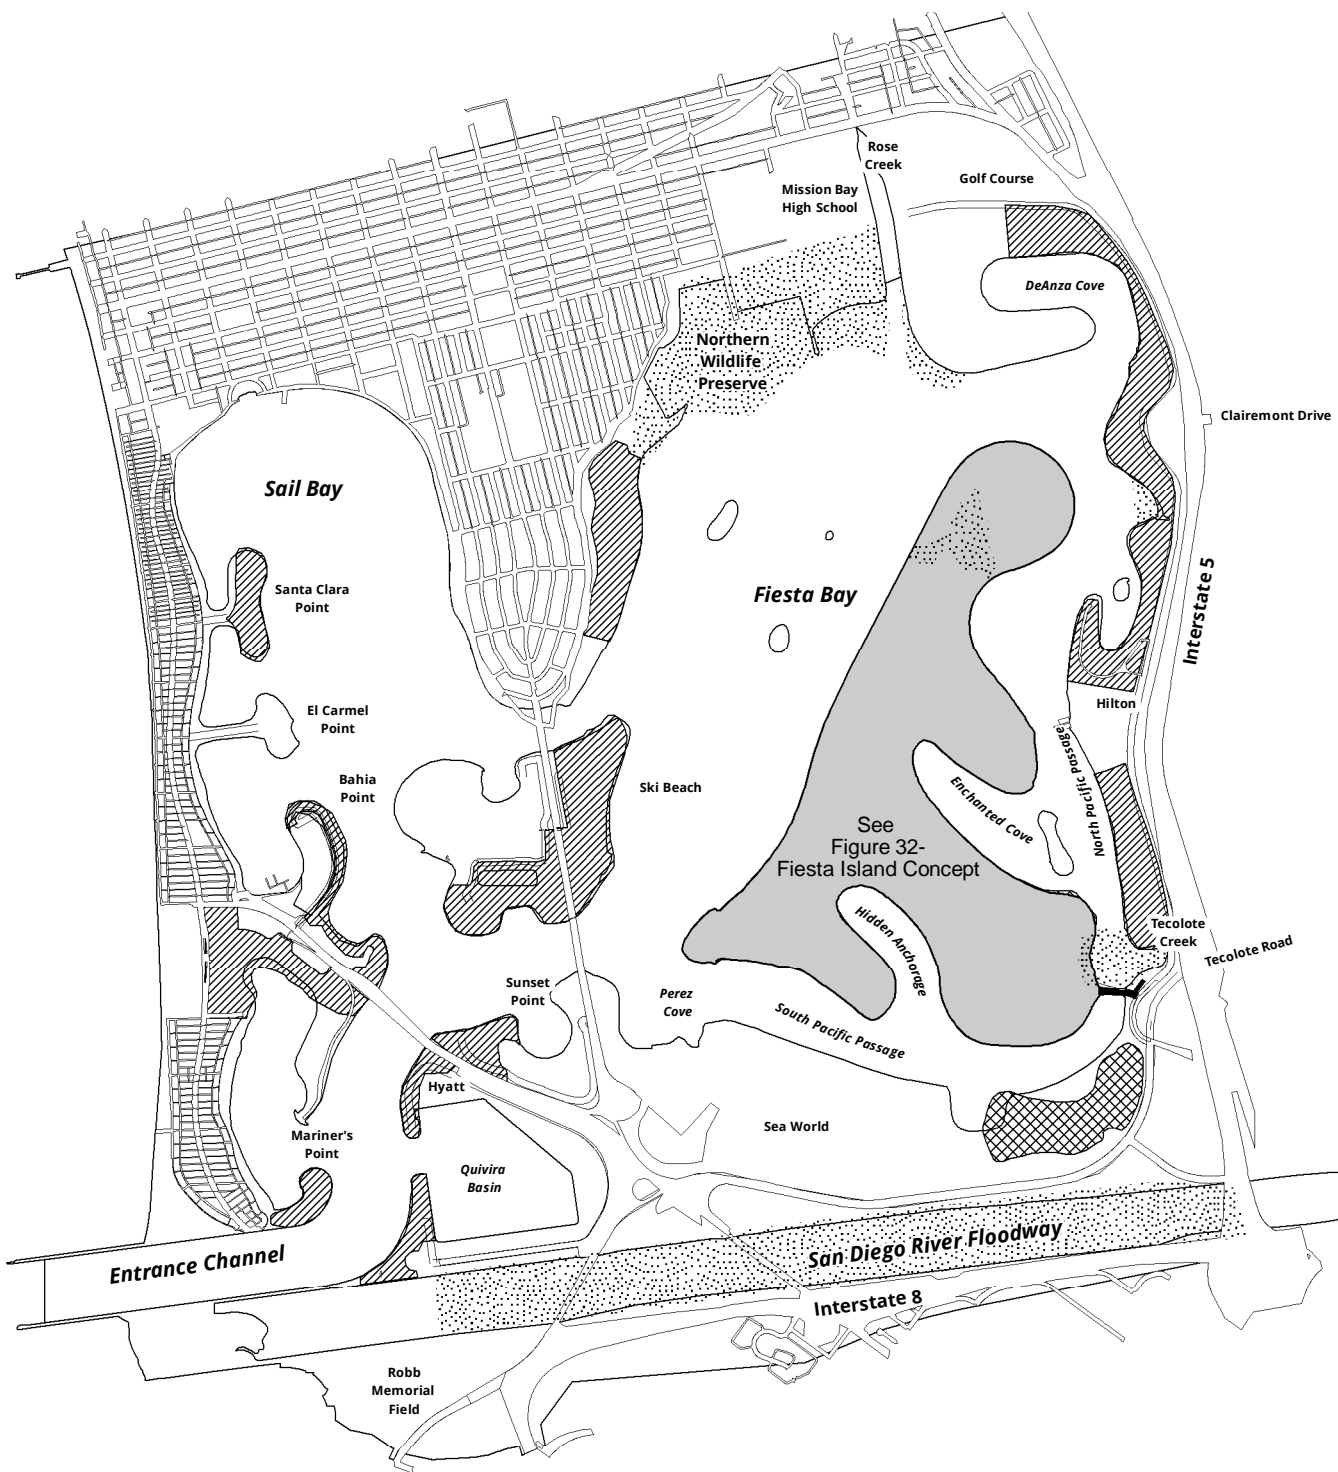 Rose
Creek
Golf Course
Mission Bay
High School
DeAnza Cove
Northern
Wildlife
Preserve
Clairemont Drive
Sail Bay
Santa Clara
Point
Fiesta Bay
Interstate 5
El Carmel
Point
Hilton
North Pacific Passage
Bahia
Point
Ski Beach
Enchanted Cove
See
Figure 32-
Fiesta Island Concept
Hidden Anchorage
Tecolote
Creek
Tecolote Road
Sunset
Point
Perez
Cove
South Pacific Passage
Hyatt
Mariner's
Point
Sea World
Quivira
Basin
Entrance Channel
San Diego River Floodway
Interstate 8
Robb
Memorial
Field